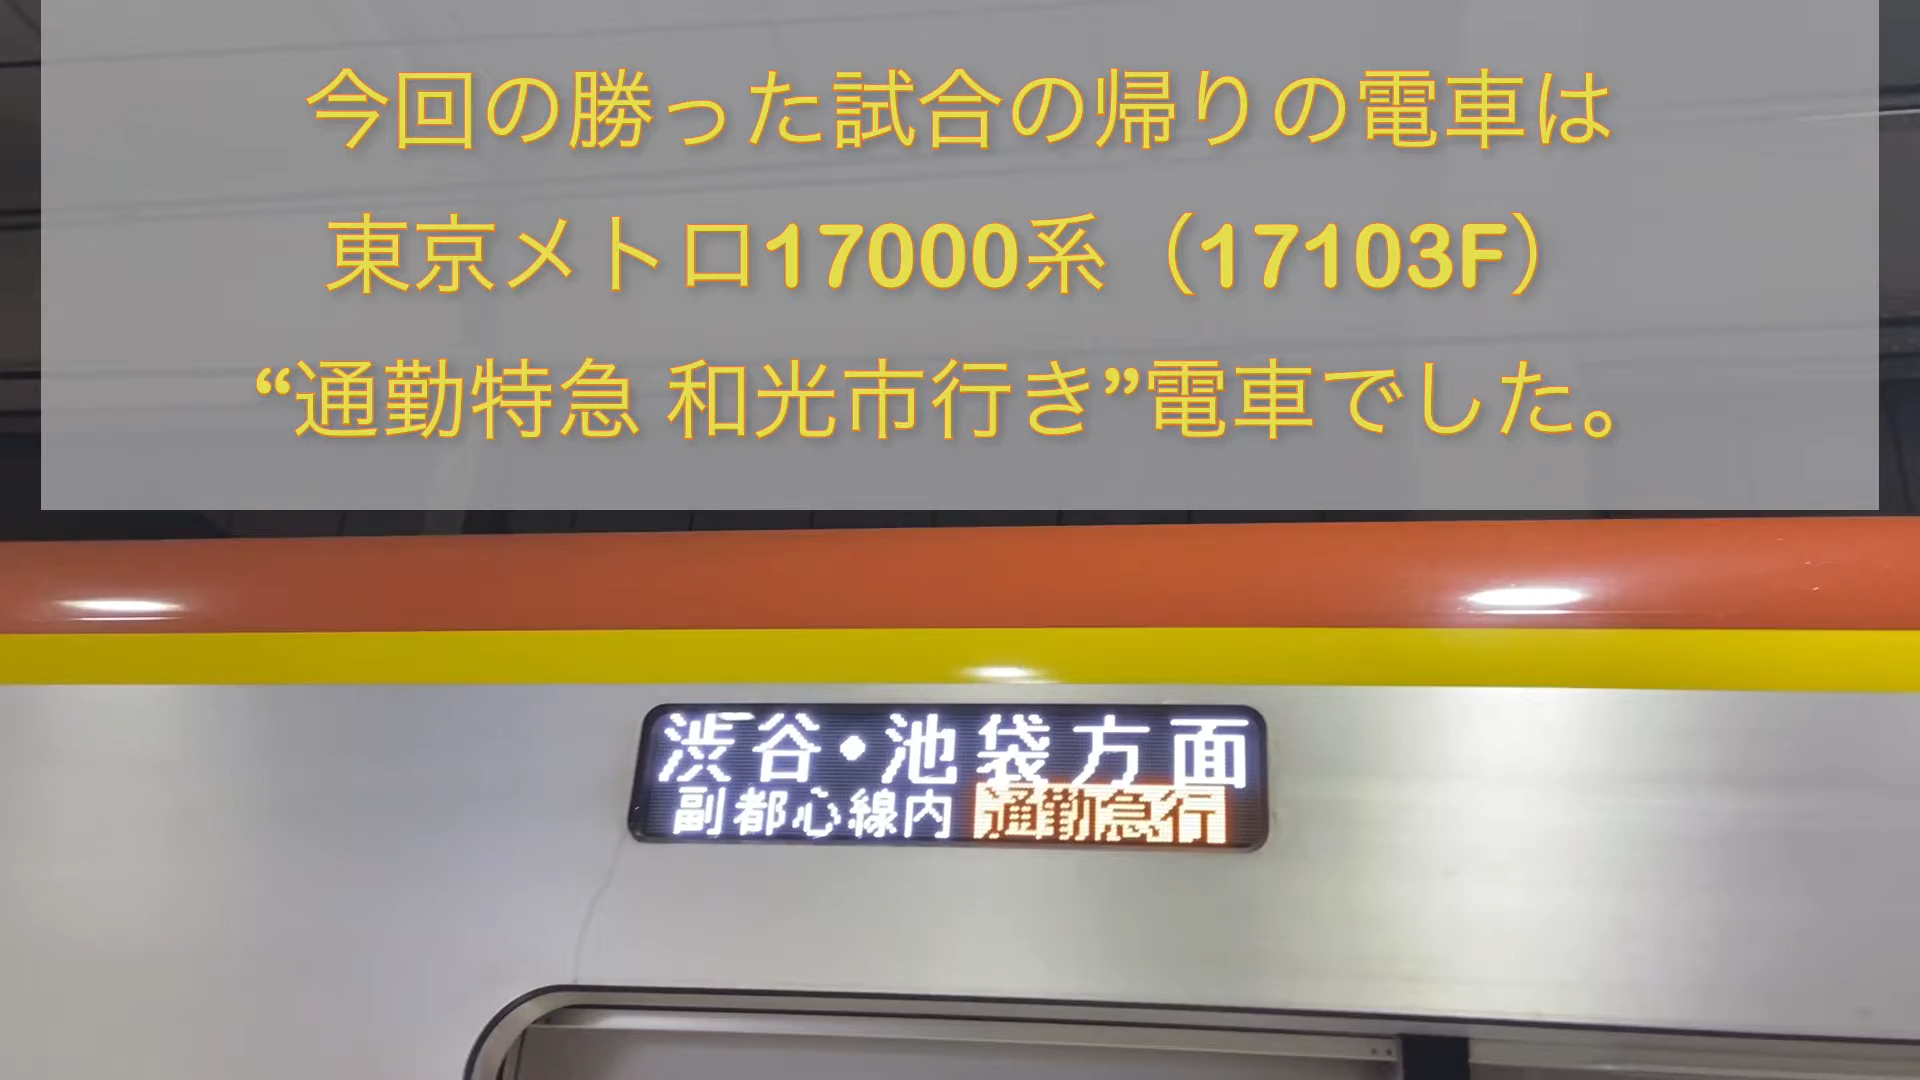 今回の勝った試合の帰りの電車は
東京メトロ17000系（17103F）
“通勤特急 和光市行き”電車でした。
渋谷・池袋方面
副都心線内 通勤急行